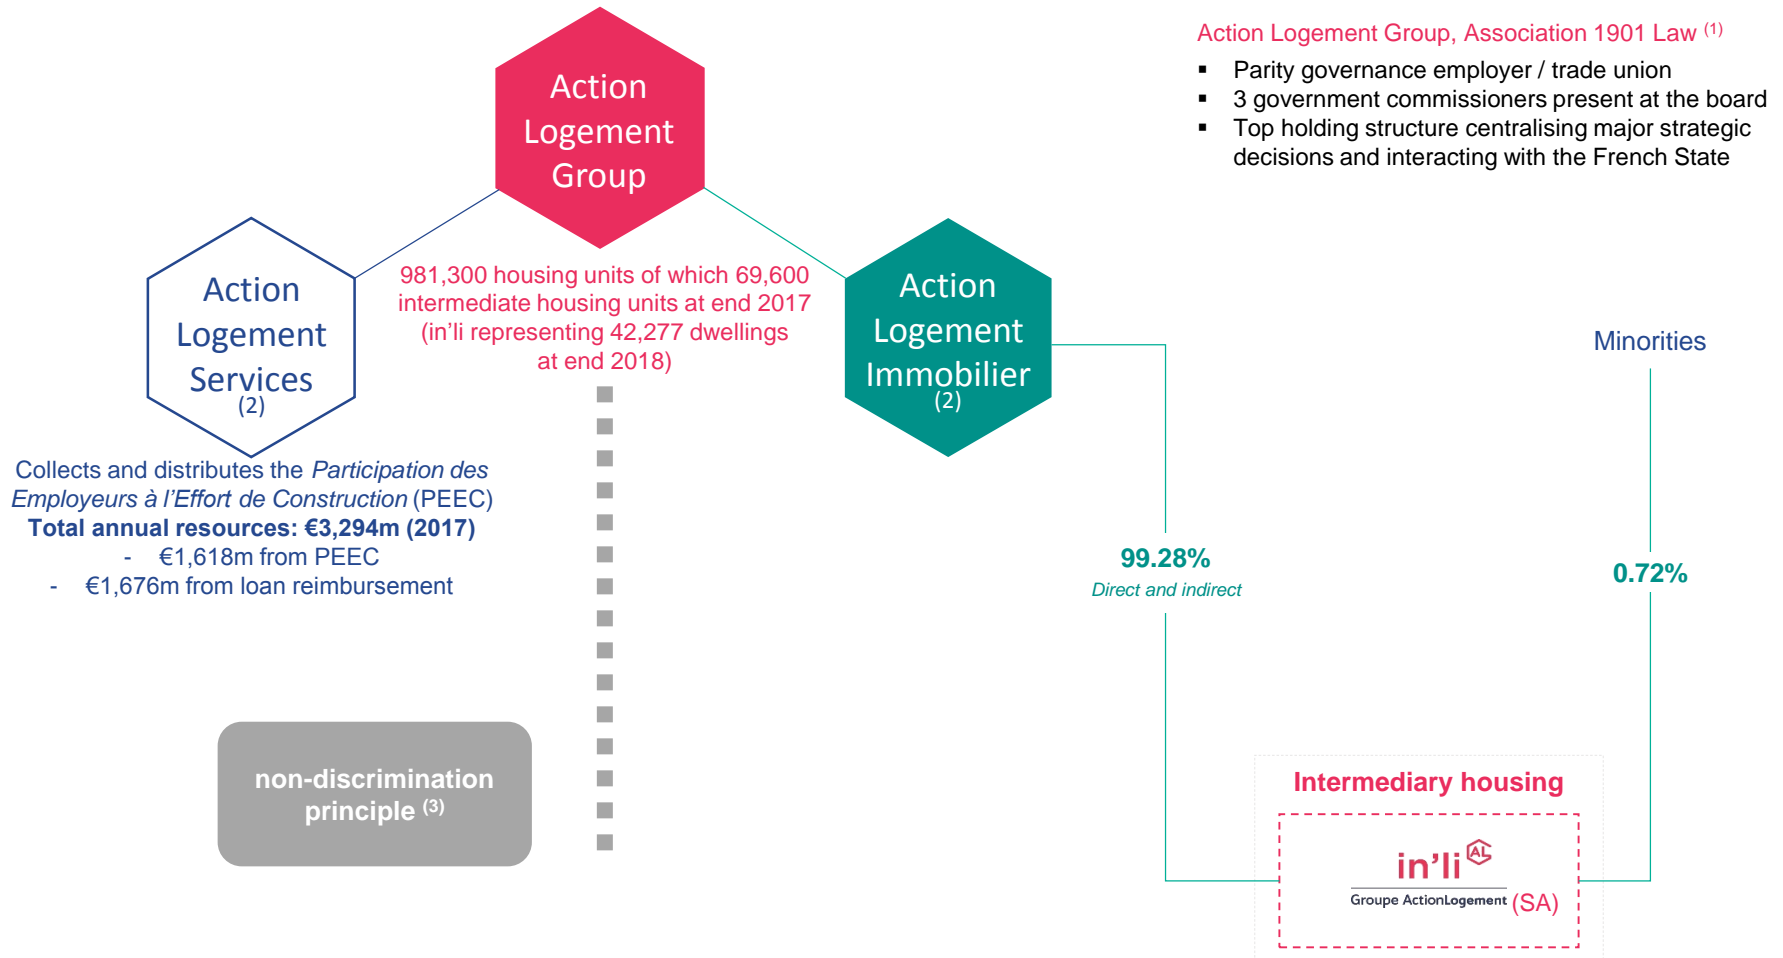 Action Logement Group, Association 1901 Law (1)
▪ Parity governance employer / trade union
▪ 3 government commissioners present at the board
▪ Top holding structure centralising major strategic
decisions and interacting with the French State
Action
Logement
Group
Action
Logement
Services
(2)
981,300 housing units of which 69,600
intermediate housing units at end 2017
(in’li representing 42,277 dwellings
at end 2018)
Action
Logement
Immobilier
(2)
Minorities
Collects and distributes the Participation des
Employeurs à l’Effort de Construction (PEEC)
Total annual resources: €3,294m (2017)
- €1,618m from PEEC
- €1,676m from loan reimbursement
99.28%
Direct and indirect
0.72%
non-discrimination
principle (3)
Intermediary housing
in’li AL
Groupe ActionLogement (SA)